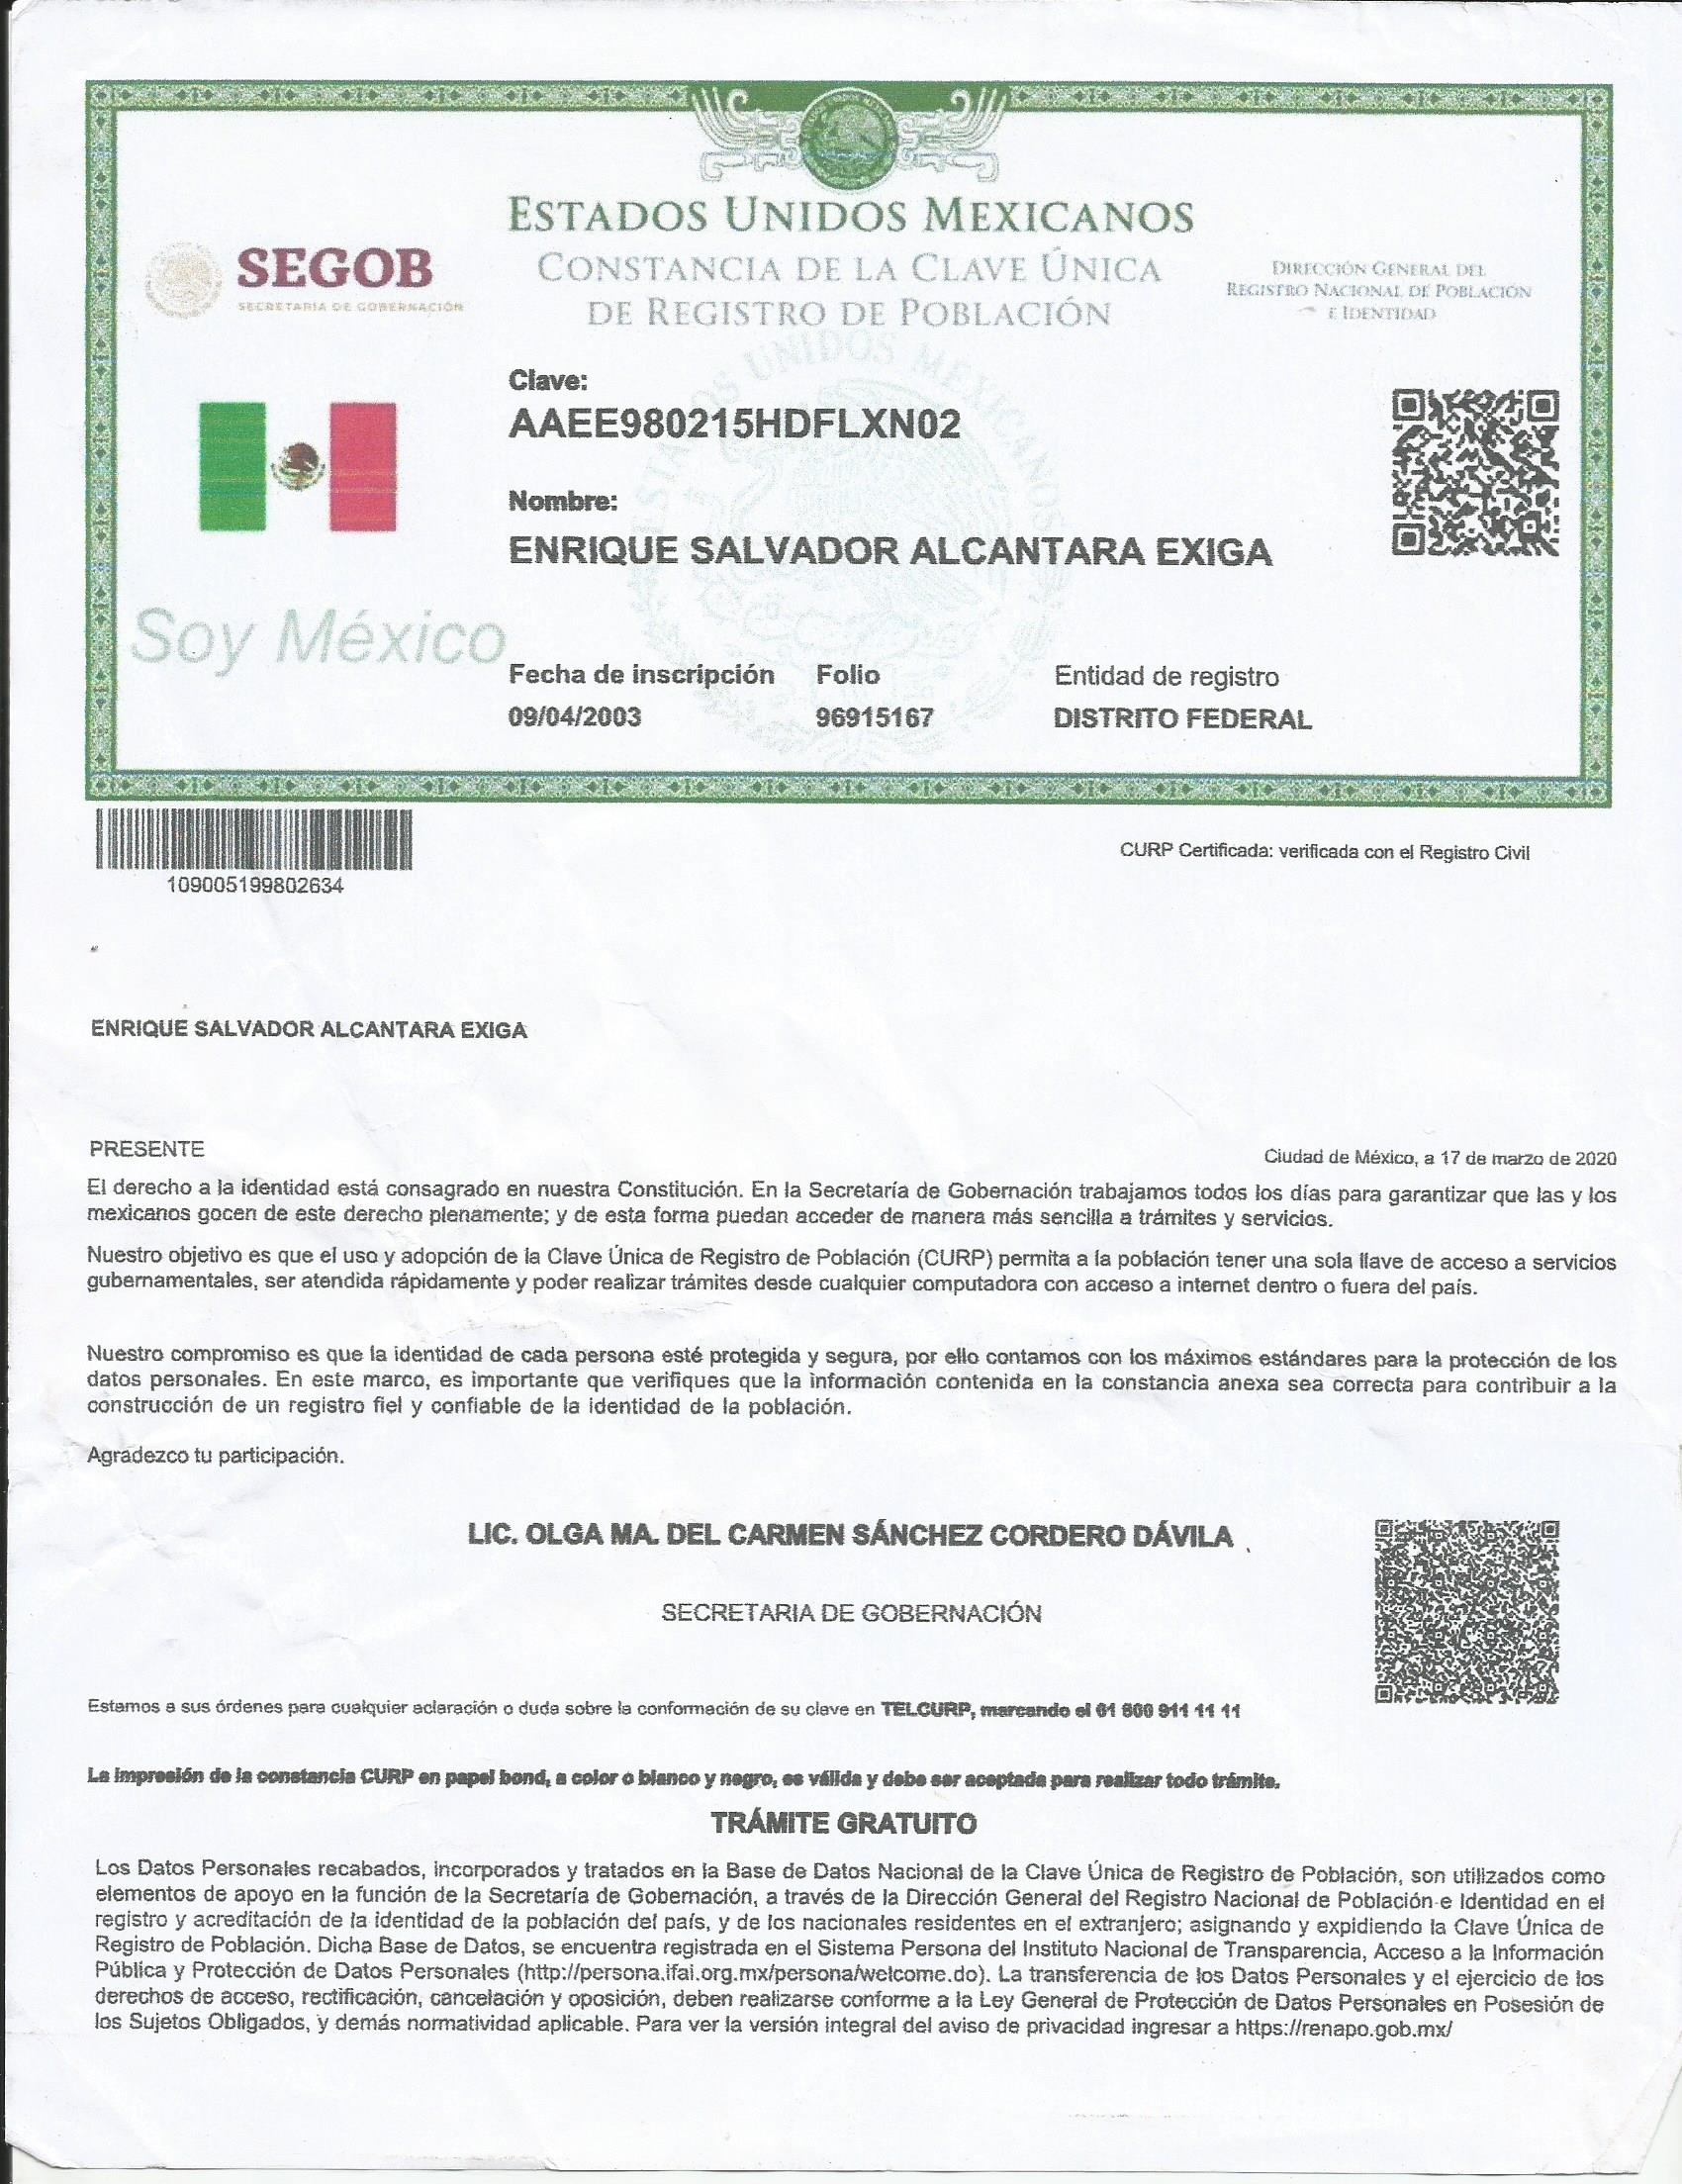 ESTADOS UNIDOS MEXICANOS
CONSTANCIA DE LA CLAVE ÚNICA
DE REGISTRO DE POBLACIÓN
SEGOB
SECRETARÍA DE GOBERNACIÓN
DIRECCIÓN GENERAL DEL
REGISTRO NACIONAL DE POBLACIÓN
E IDENTIDAD
ESTADOS UNIDOS MEXICANOS
Clave:
AAEE980215HDFLXN02
Nombre:
ENRIQUE SALVADOR ALCANTARA EXIGA
Soy México
Fecha de inscripción Folio Entidad de registro
09/04/2003 96915167 DISTRITO FEDERAL
109005199802634
CURP Certificada: verificada con el Registro Civil
ENRIQUE SALVADOR ALCANTARA EXIGA
PRESENTE
Ciudad de México, a 17 de marzo de 2020
El derecho a la identidad está consagrado en nuestra Constitución. En la Secretaría de Gobernación trabajamos todos los días para garantizar que las y los
mexicanos gocen de este derecho plenamente; y de esta forma puedan acceder de manera más sencilla a trámites y servicios.
Nuestro objetivo es que el uso y adopción de la Clave Única de Registro de Población (CURP) permita a la población tener una sola llave de acceso a servicios
gubernamentales, ser atendida rápidamente y poder realizar trámites desde cualquier computadora con acceso a internet dentro o fuera del país.
Nuestro compromiso es que la identidad de cada persona esté protegida y segura, por ello contamos con los máximos estándares para la protección de los
datos personales. En este marco, es importante que verifiques que la información contenida en la constancia anexa sea correcta para contribuir a la
construcción de un registro fiel y confiable de la identidad de la población.
Agradezco tu participación.
LIC. OLGA MA. DEL CARMEN SÁNCHEZ CORDERO DÁVILA
SECRETARIA DE GOBERNACIÓN
Estamos a sus órdenes para cualquier aclaración o duda sobre la conformación de su clave en TELCURP, marcando el 01 800 911 11 11
La impresión de la constancia CURP en papel bond, a color o blanco y negro, es válida y debe ser aceptada para realizar todo trámite.
TRÁMITE GRATUITO
Los Datos Personales recabados, incorporados y tratados en la Base de Datos Nacional de la Clave Única de Registro de Población, son utilizados como
elementos de apoyo en la función de la Secretaría de Gobernación, a través de la Dirección General del Registro Nacional de Población e Identidad en el
registro y acreditación de la identidad de la población del país, y de los nacionales residentes en el extranjero; asignando y expidiendo la Clave Única de
Registro de Población. Dicha Base de Datos, se encuentra registrada en el Sistema Persona del Instituto Nacional de Transparencia, Acceso a la Información
Pública y Protección de Datos Personales (http://persona.ifai.org.mx/persona/welcome.do). La transferencia de los Datos Personales y el ejercicio de los
derechos de acceso, rectificación, cancelación y oposición, deben realizarse conforme a la Ley General de Protección de Datos Personales en Posesión de
los Sujetos Obligados, y demás normatividad aplicable. Para ver la versión integral del aviso de privacidad ingresar a https://renapo.gob.mx/